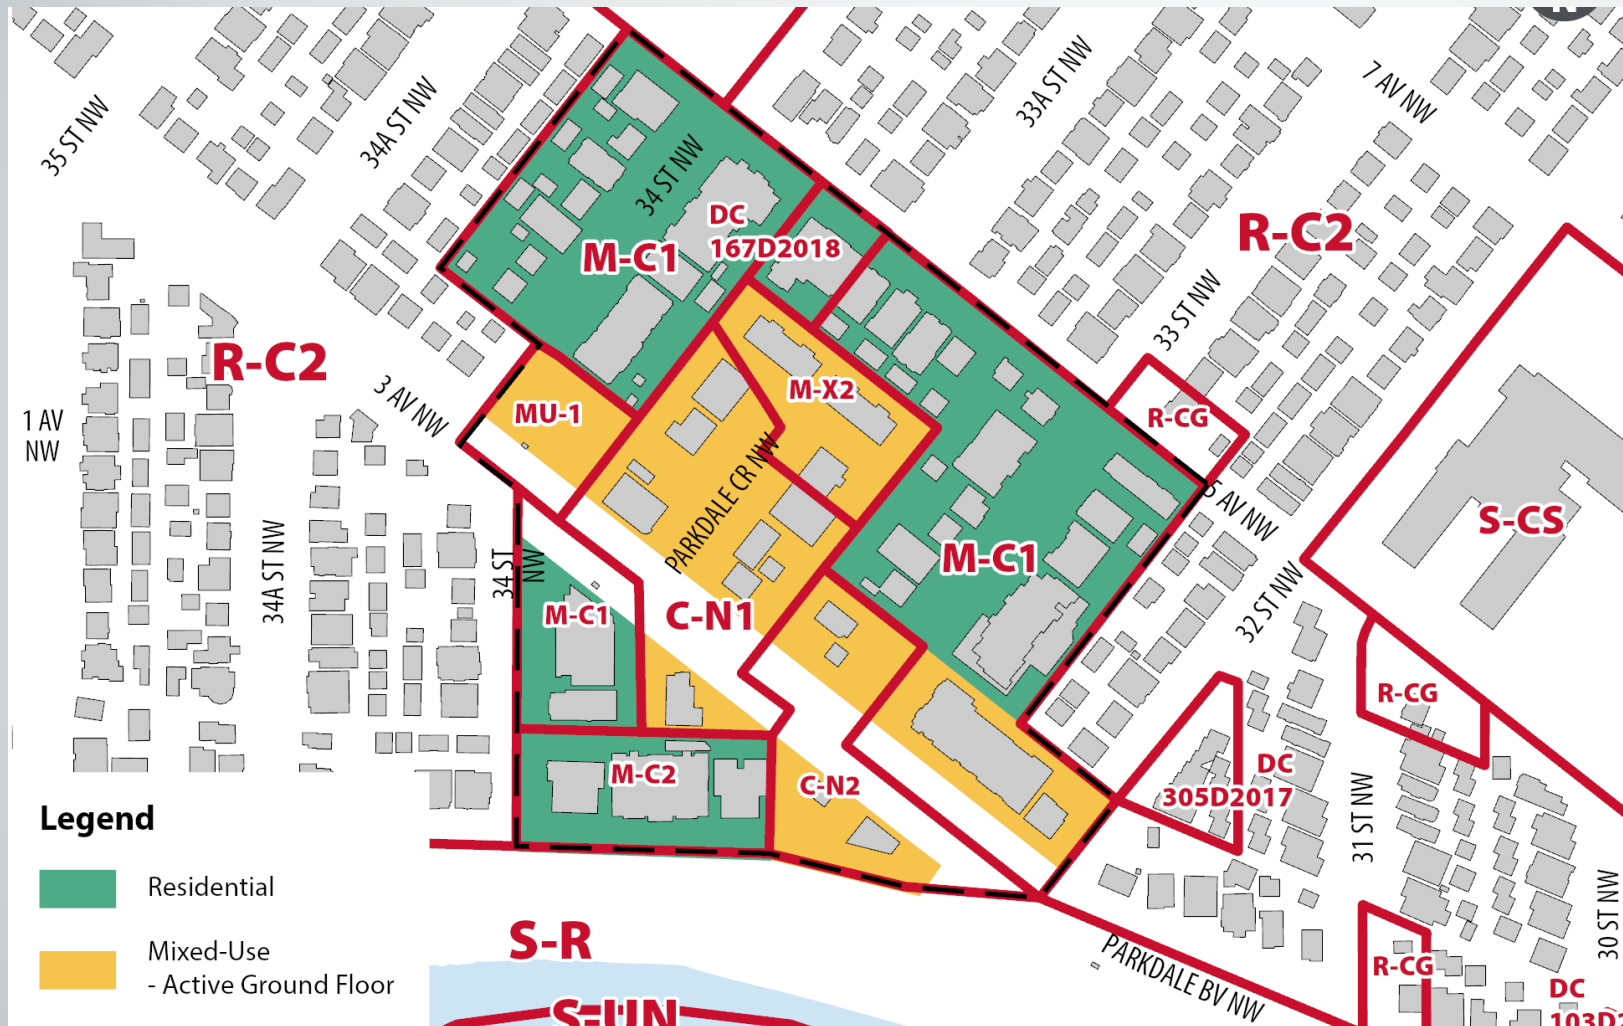 7 AV NW
33A ST NW
35 ST NW
34A ST NW
34 ST NW
DC
167D2018
M-C1
R-C2
33 ST NW
R-C2
3 AV NW
1 AV
NW
MU-1
M-X2
R-CG
PARKDALE CR NW
5 AV NW
S-CS
34A ST NW
34 ST
NW
M-C1
M-C1
C-N1
32 ST NW
R-CG
M-C2
C-N2
DC
305D2017
31 ST NW
Legend
Residential
Mixed-Use
- Active Ground Floor
S-R
S-UN
PARKDALE BV NW
R-CG
30 ST NW
DC